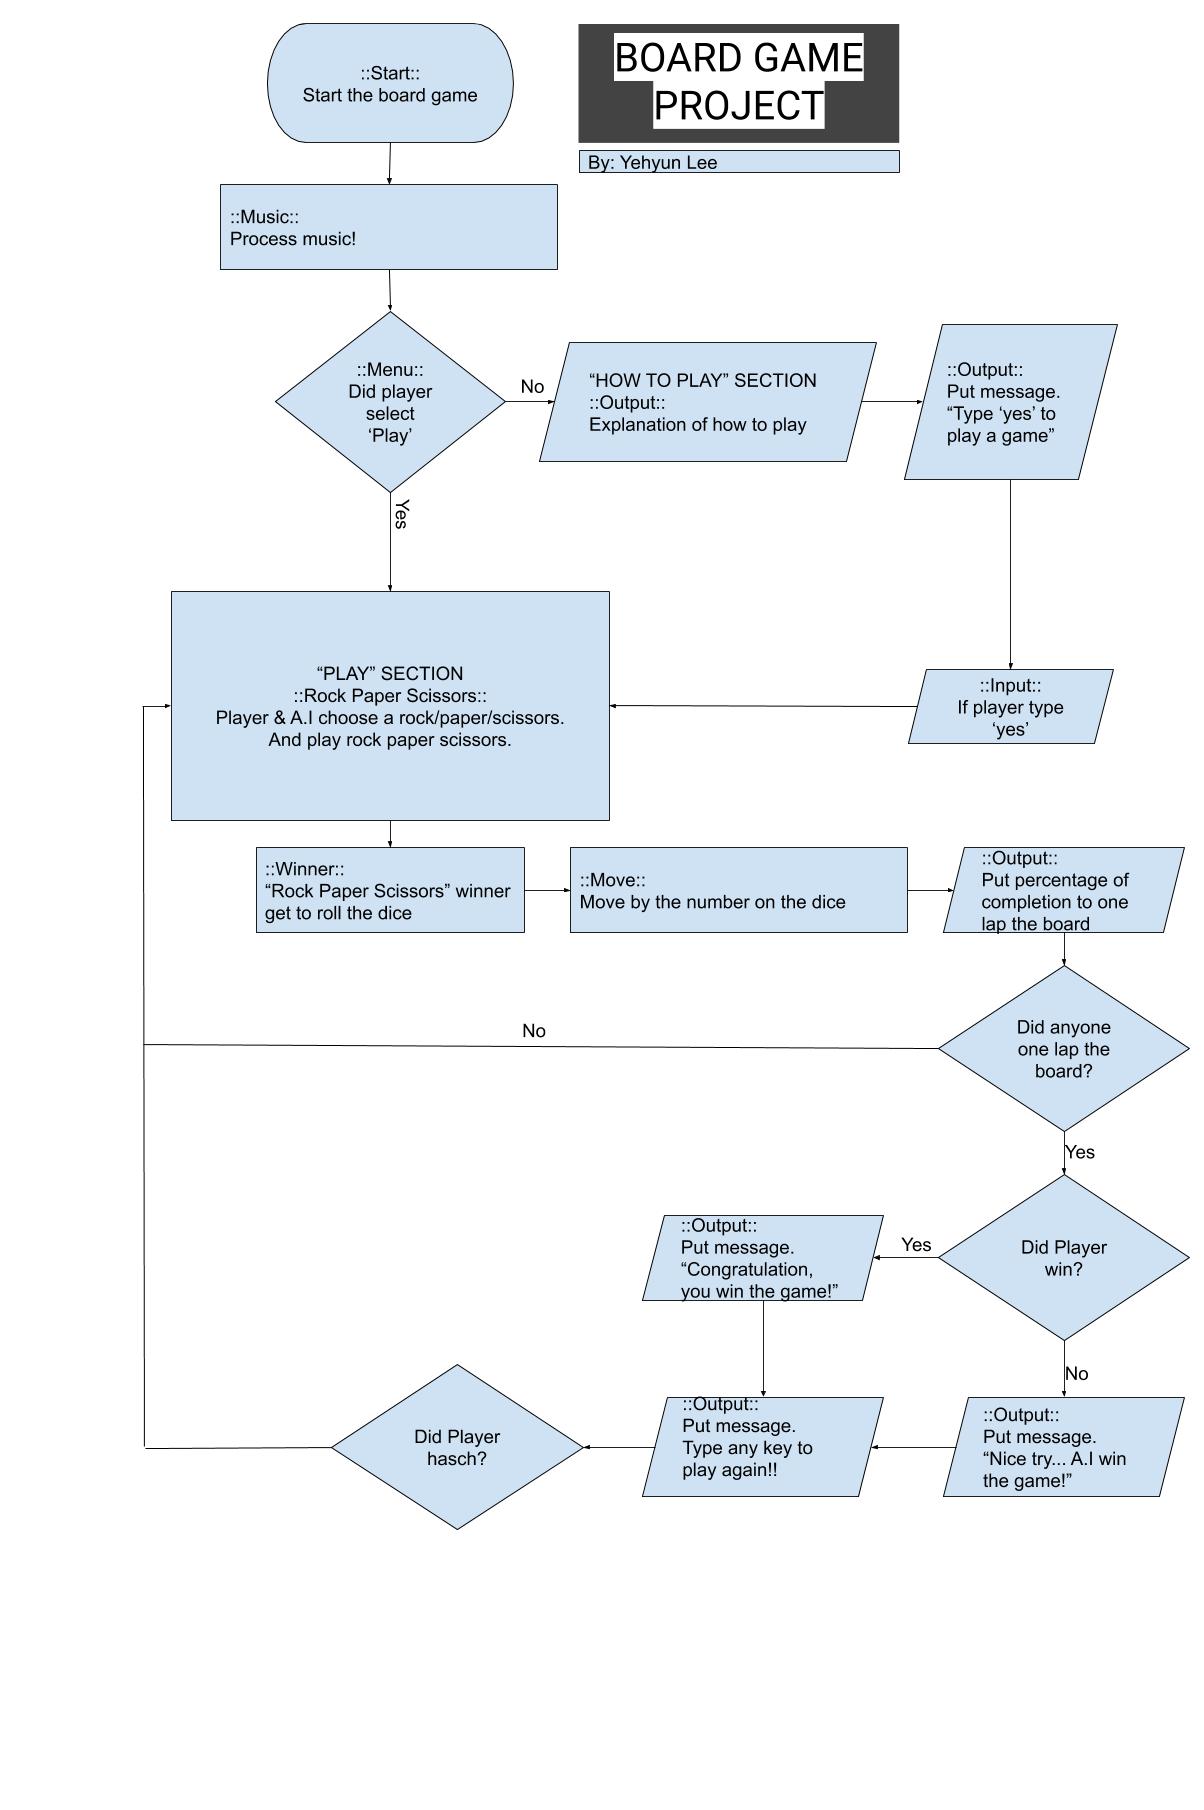 BOARD GAME
PROJECT
By: Yehyun Lee
::Start::
Start the board game
::Music::
Process music!
::Menu::
Did player
select
‘Play’
No
“HOW TO PLAY” SECTION
::Output::
Explanation of how to play
::Output::
Put message.
“Type ‘yes’ to
play a game”
Yes
“PLAY” SECTION
::Rock Paper Scissors::
Player & A.I choose a rock/paper/scissors.
And play rock paper scissors.
::Input::
If player type
‘yes’
::Winner::
“Rock Paper Scissors” winner
get to roll the dice
::Move::
Move by the number on the dice
::Output::
Put percentage of
completion to one
lap the board
Did anyone
one lap the
board?
No
Yes
Did Player
win?
Yes
::Output::
Put message.
“Congratulation,
you win the game!”
No
::Output::
Put message.
“Nice try... A.I win
the game!”
::Output::
Put message.
Type any key to
play again!!
Did Player
hasch?